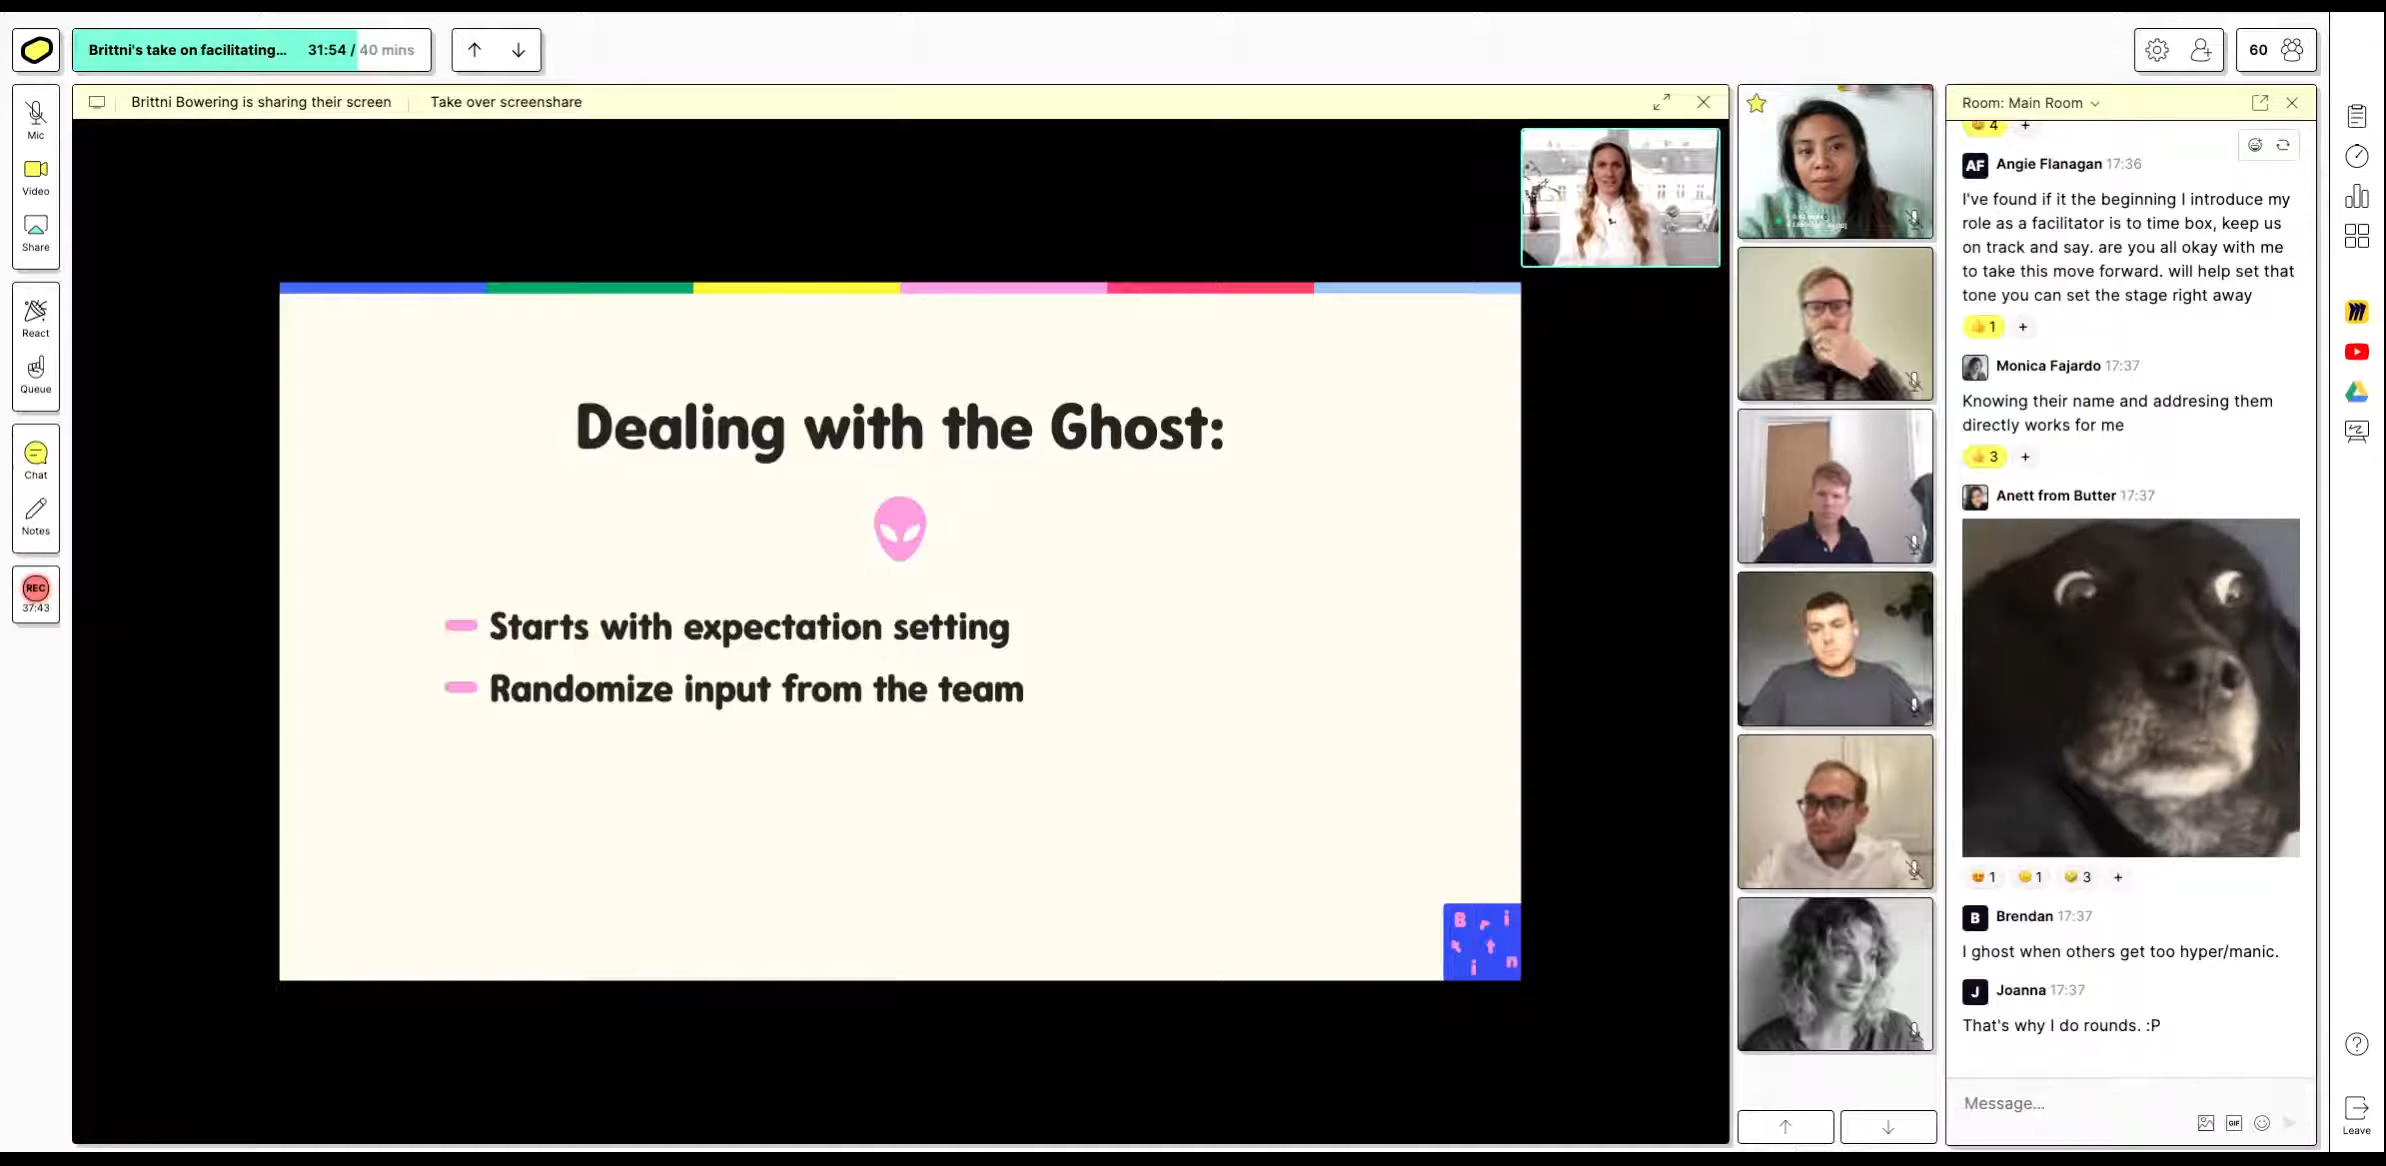 Brittni's take on facilitating... 31:54 / 40 mins
60
Mic
Video
Share
React
Queue
Chat
Notes
REC
37:43
Brittni Bowering is sharing their screen
Take over screenshare
Dealing with the Ghost:
Starts with expectation setting
Randomize input from the team
B r i
t t
i n
Room: Main Room
4 +
AF Angie Flanagan 17:36
I've found if it the beginning I introduce my
role as a facilitator is to time box, keep us
on track and say. are you all okay with me
to take this move forward. will help set that
tone you can set the stage right away
1 +
Monica Fajardo 17:37
Knowing their name and addresing them
directly works for me
3 +
Anett from Butter 17:37
1 1 3 +
B Brendan 17:37
I ghost when others get too hyper/manic.
J Joanna 17:37
That's why I do rounds. :P
Message...
GIF
Leave